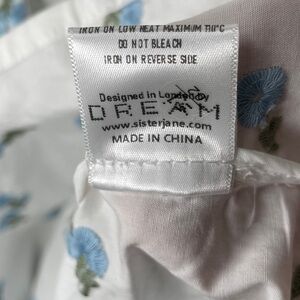 IRON ON LOW HEAT MAXIMUM 110°C
DO NOT BLEACH
IRON ON REVERSE SIDE
Designed in London by
DREAM
www.sisterjane.com
MADE IN CHINA